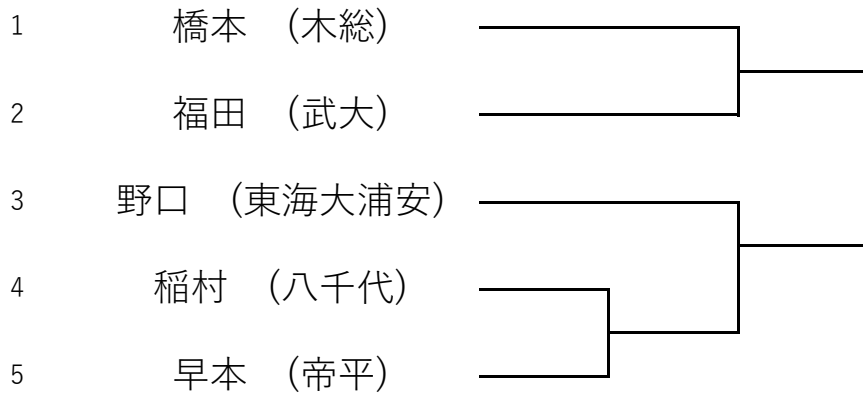 1 橋本 (木総)
2 福田 (武大)
3 野口 (東海大浦安)
4 稲村 (八千代)
5 早本 (帝平)